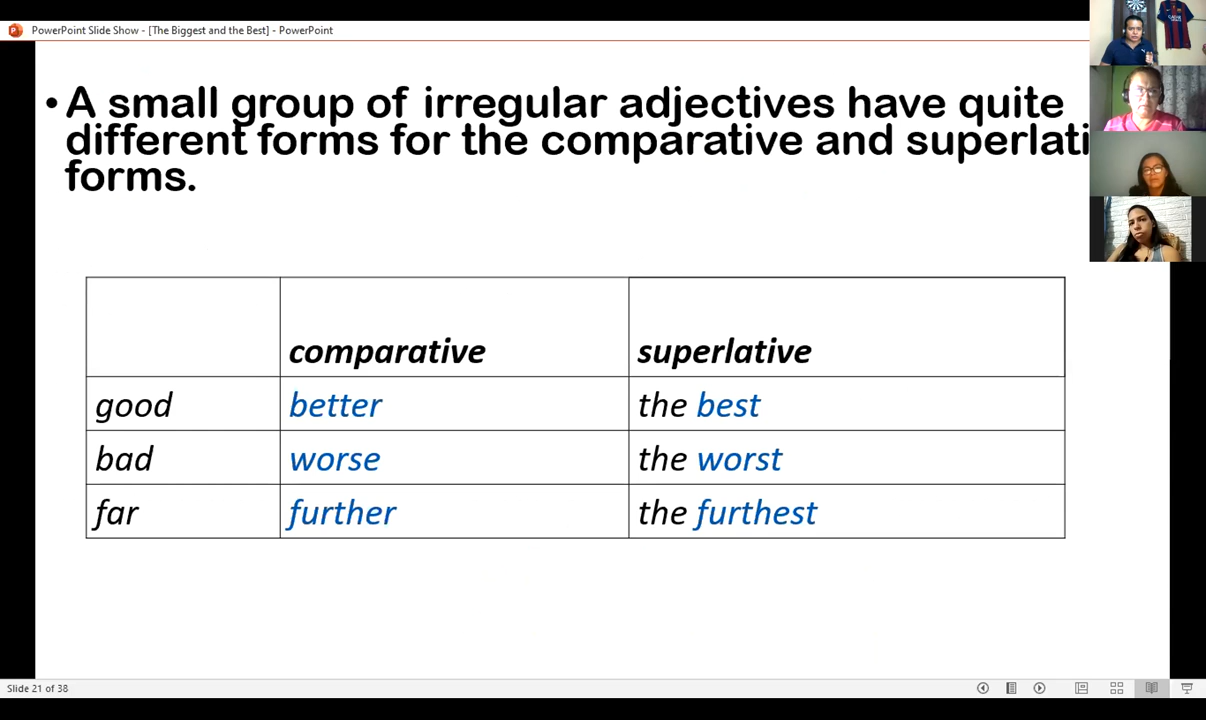 PowerPoint Slide Show - [The Biggest and the Best] - PowerPoint
• A small group of irregular adjectives have quite
different forms for the comparative and superlati
forms.
comparative superlative
good better the best
bad worse the worst
far further the furthest
Slide 21 of 38